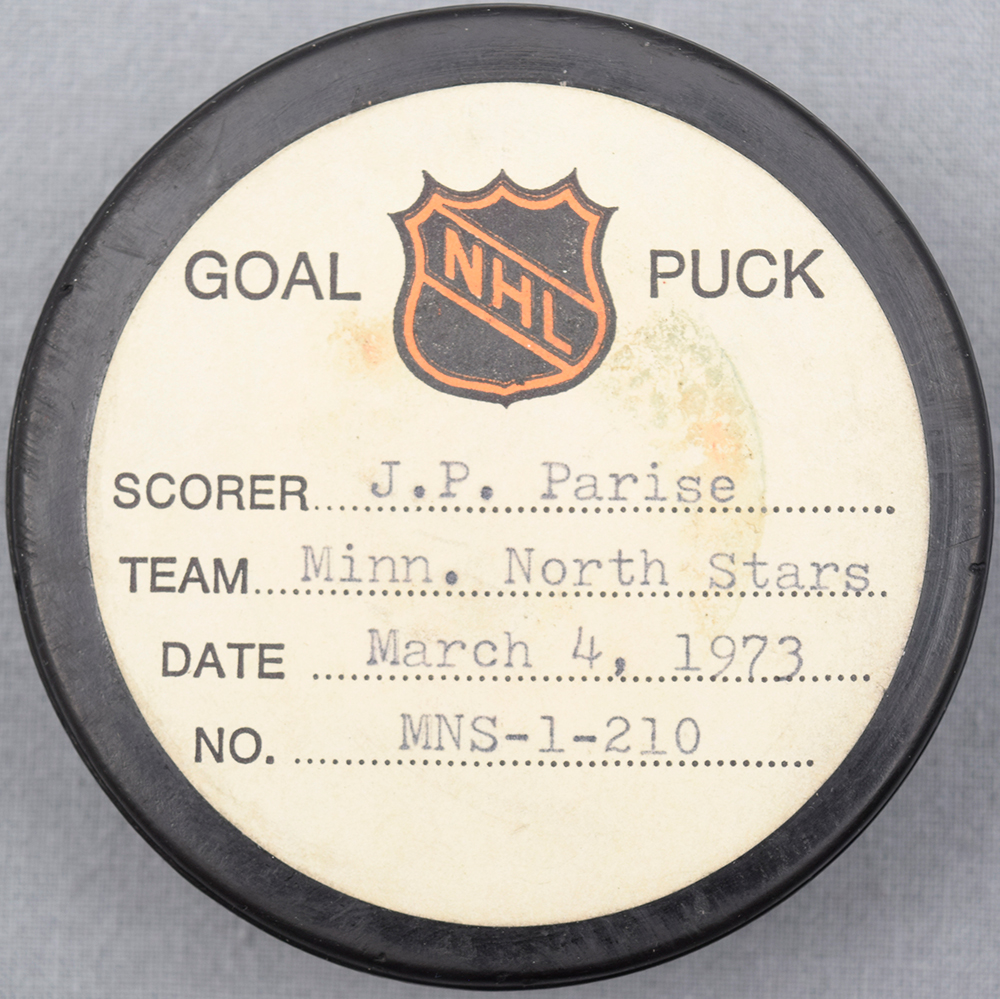 GOAL NHL PUCK
SCORER J.P. Parise
TEAM Minn. North Stars
DATE March 4, 1973
NO. MNS-1-210